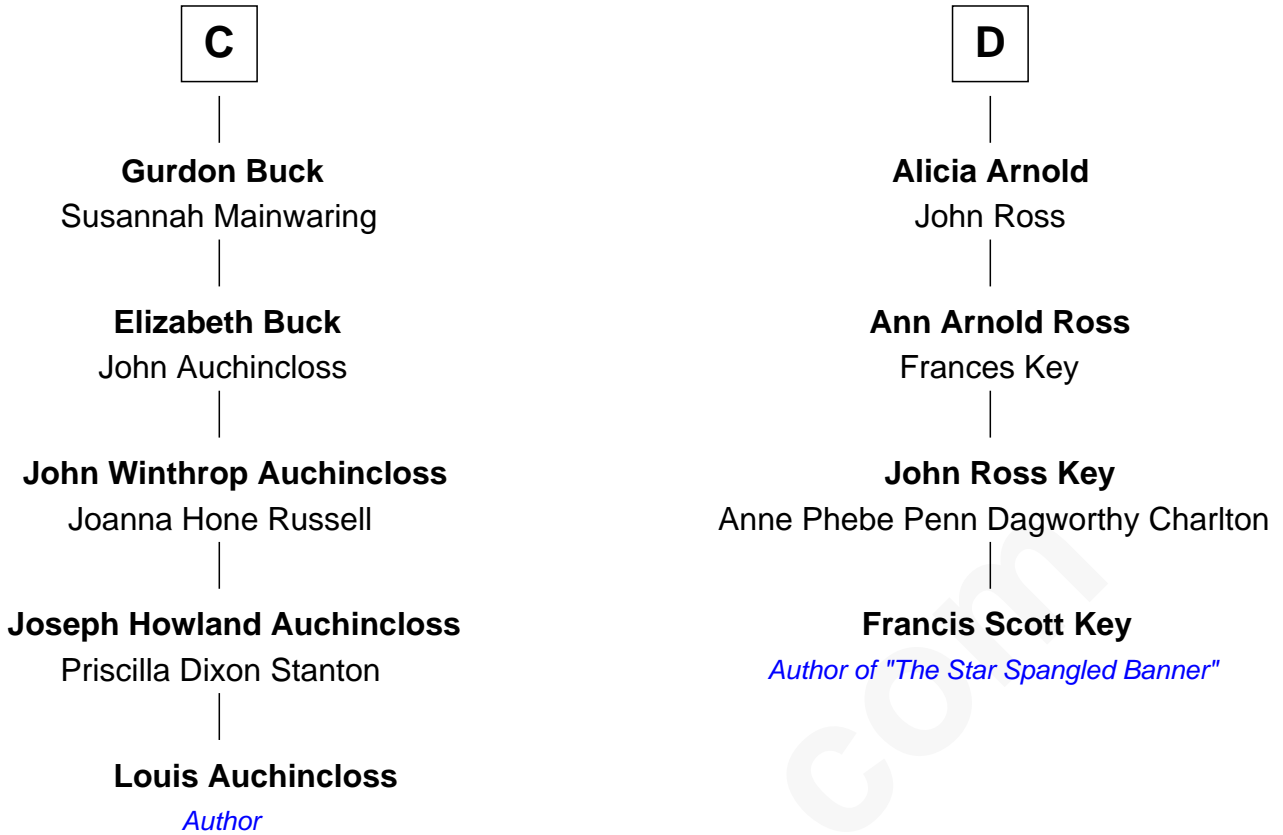 C
Gurdon Buck
Susannah Mainwaring
Elizabeth Buck
John Auchincloss
John Winthrop Auchincloss
Joanna Hone Russell
Joseph Howland Auchincloss
Priscilla Dixon Stanton
Louis Auchincloss
Author
D
Alicia Arnold
John Ross
Ann Arnold Ross
Frances Key
John Ross Key
Anne Phebe Penn Dagworthy Charlton
Francis Scott Key
Author of "The Star Spangled Banner"
com